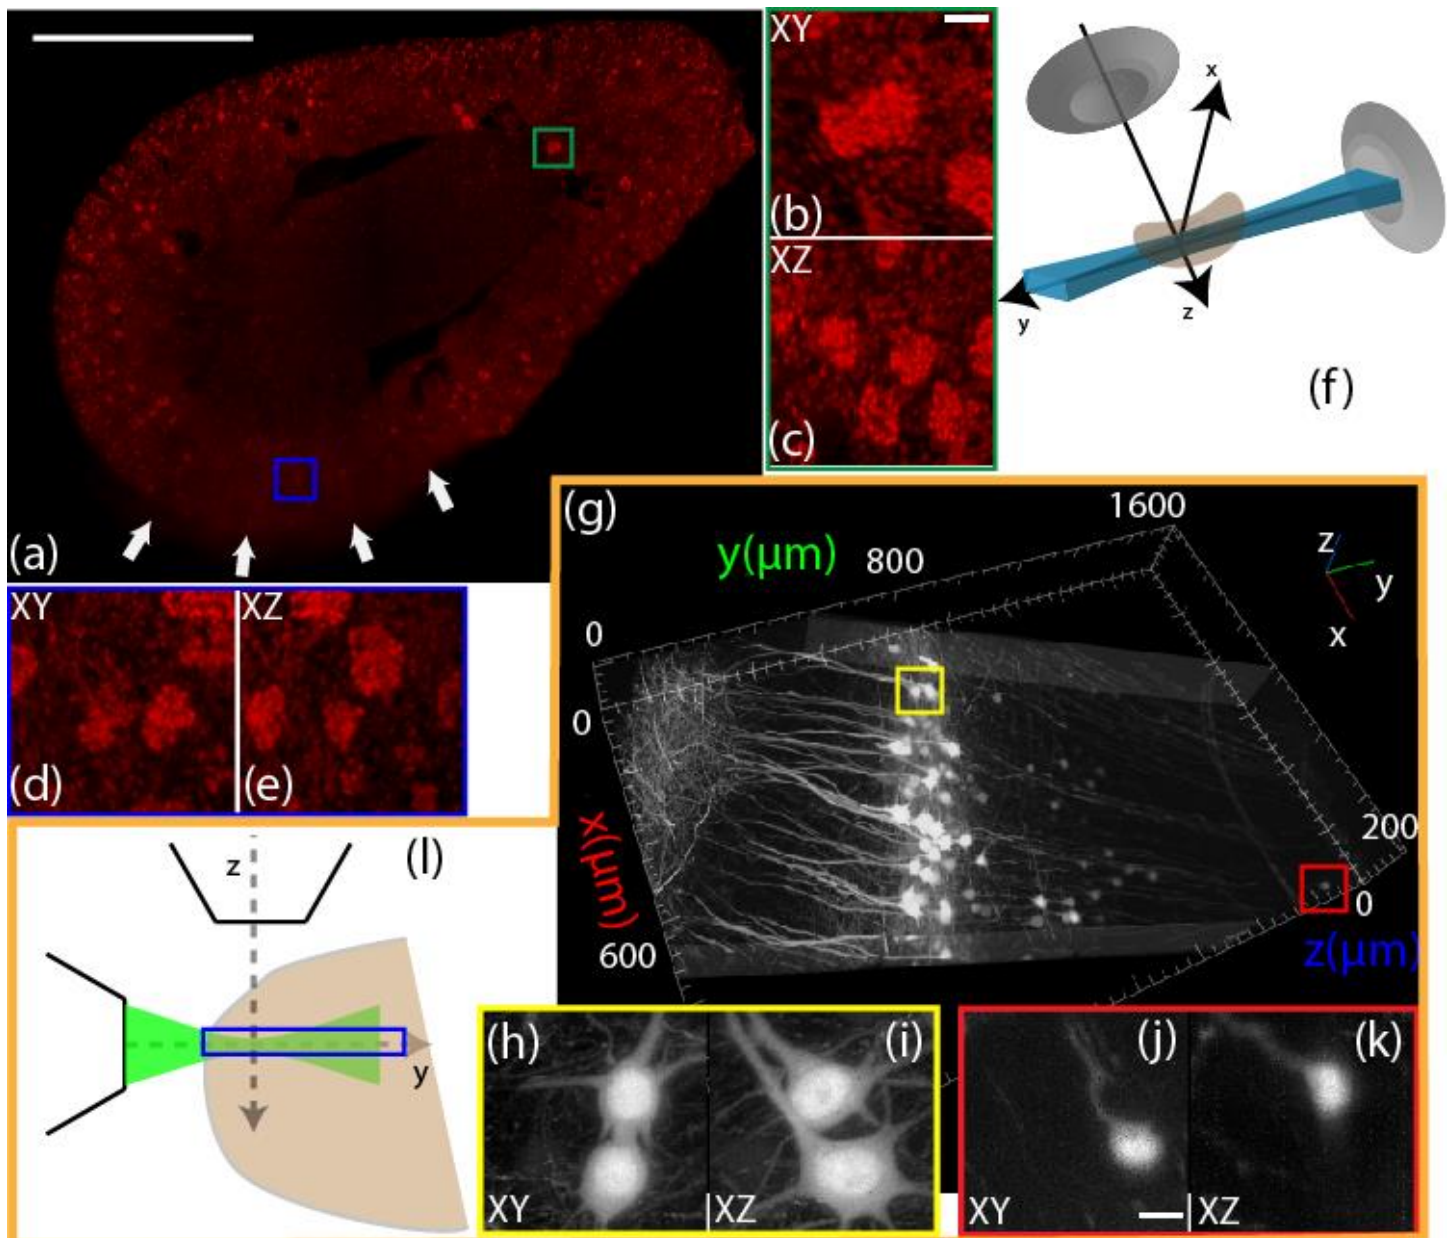 (a)
XY
(b)
XZ
(c)
x
y
z
(f)
XY
(d)
XZ
(e)
(g)
y(μm)
800
1600
z
y
x
0
0
x(μm)
600
200
0
z(μm)
(l)
z
y
(h)
XY
(i)
XZ
(j)
XY
(k)
XZ